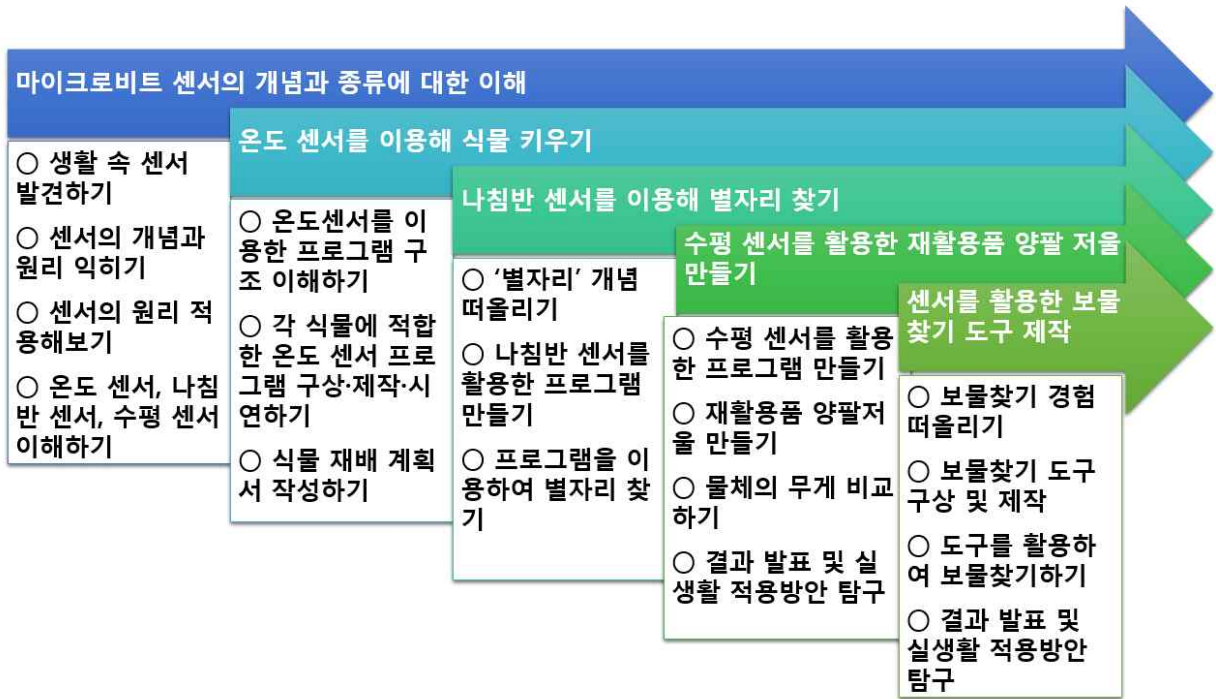 마이크로비트 센서의 개념과 종류에 대한 이해
○ 생활 속 센서
발견하기
○ 센서의 개념과
원리 익히기
○ 센서의 원리 적
용해보기
○ 온도 센서, 나침
반 센서, 수평 센서
이해하기
온도 센서를 이용해 식물 키우기
○ 온도센서를 이
용한 프로그램 구
조 이해하기
○ 각 식물에 적합
한 온도 센서 프로
그램 구상·제작·시
연하기
○ 식물 재배 계획
서 작성하기
나침반 센서를 이용해 별자리 찾기
○ ‘별자리’ 개념
떠올리기
○ 나침반 센서를
활용한 프로그램
만들기
○ 프로그램을 이
용하여 별자리 찾
기
수평 센서를 활용한 재활용품 양팔 저울
만들기
○ 수평 센서를 활용
한 프로그램 만들기
○ 재활용품 양팔저
울 만들기
○ 물체의 무게 비교
하기
○ 결과 발표 및 실
생활 적용방안 탐구
센서를 활용한 보물
찾기 도구 제작
○ 보물찾기 경험
떠올리기
○ 보물찾기 도구
구상 및 제작
○ 도구를 활용하
여 보물찾기하기
○ 결과 발표 및
실생활 적용방안
탐구